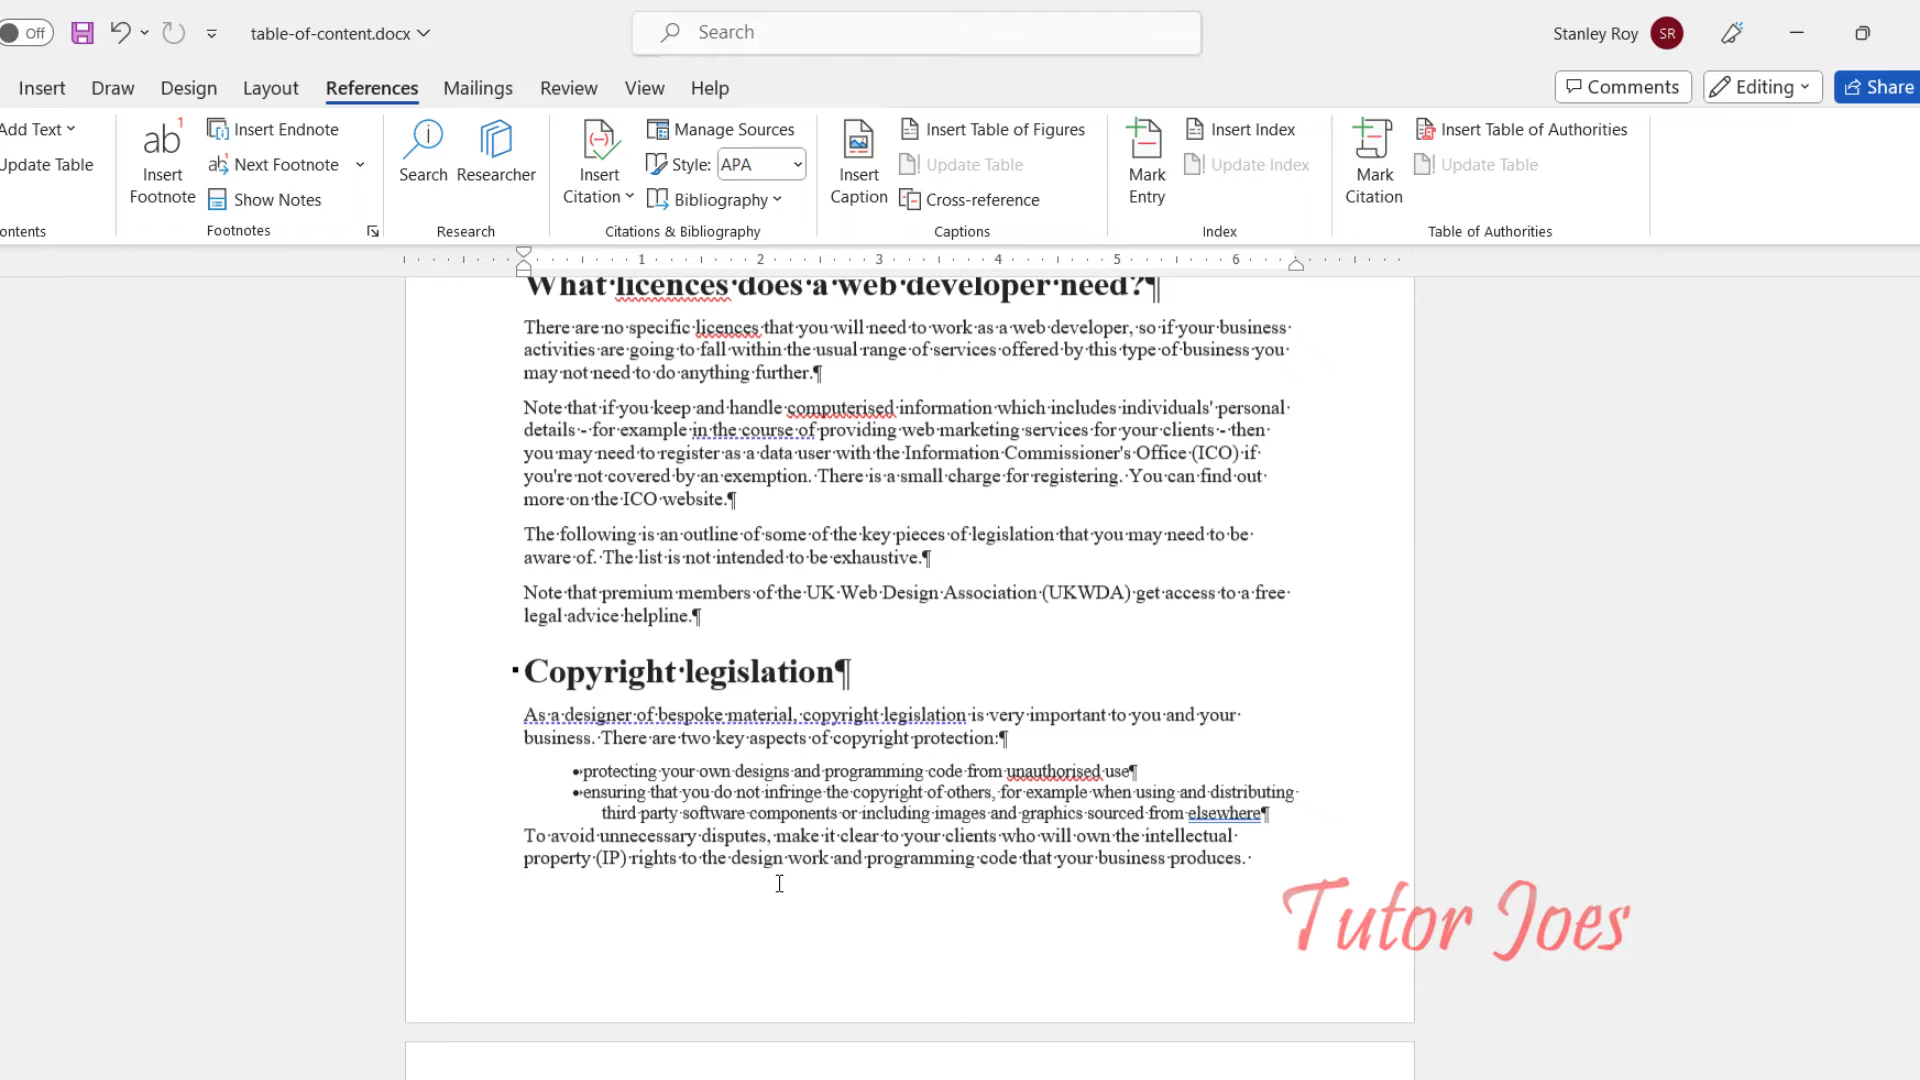 Off
table-of-content.docx
Search
Stanley Roy
SR
Insert
Draw
Design
Layout
References
Mailings
Review
View
Help
Comments
Editing
Share
Add Text
Update Table
ontents
ab
1
Insert
Footnote
Insert Endnote
ab
Next Footnote
Show Notes
Footnotes
Search
Researcher
Research
Insert
Citation
Manage Sources
Style: APA
Bibliography
Citations & Bibliography
Insert
Caption
Insert Table of Figures
Update Table
Cross-reference
Captions
Mark
Entry
Insert Index
Update Index
Index
Mark
Citation
Insert Table of Authorities
Update Table
Table of Authorities
1 2 3 4 5 6
What·licences·does·a·web·developer·need?¶
There·are·no·specific·licences·that·you·will·need·to·work·as·a·web·developer,·so·if·your·business·
activities·are·going·to·fall·within·the·usual·range·of·services·offered·by·this·type·of·business·you·
may·not·need·to·do·anything·further.¶
Note·that·if·you·keep·and·handle·computerised·information·which·includes·individuals'·personal·
details·-·for·example·in·the·course·of·providing·web·marketing·services·for·your·clients·-·then·
you·may·need·to·register·as·a·data·user·with·the·Information·Commissioner's·Office·(ICO)·if·
you're·not·covered·by·an·exemption.·There·is·a·small·charge·for·registering.·You·can·find·out·
more·on·the·ICO·website.¶
The·following·is·an·outline·of·some·of·the·key·pieces·of·legislation·that·you·may·need·to·be·
aware·of.·The·list·is·not·intended·to·be·exhaustive.¶
Note·that·premium·members·of·the·UK·Web·Design·Association·(UKWDA)·get·access·to·a·free·
legal·advice·helpline.¶
Copyright·legislation¶
As·a·designer·of·bespoke·material,·copyright·legislation·is·very·important·to·you·and·your·
business.·There·are·two·key·aspects·of·copyright·protection:¶
•protecting·your·own·designs·and·programming·code·from·unauthorised·use¶
•ensuring·that·you·do·not·infringe·the·copyright·of·others,·for·example·when·using·and·distributing·
third·party·software·components·or·including·images·and·graphics·sourced·from·elsewhere¶
To·avoid·unnecessary·disputes,·make·it·clear·to·your·clients·who·will·own·the·intellectual·
property·(IP)·rights·to·the·design·work·and·programming·code·that·your·business·produces.·
Tutor Joes